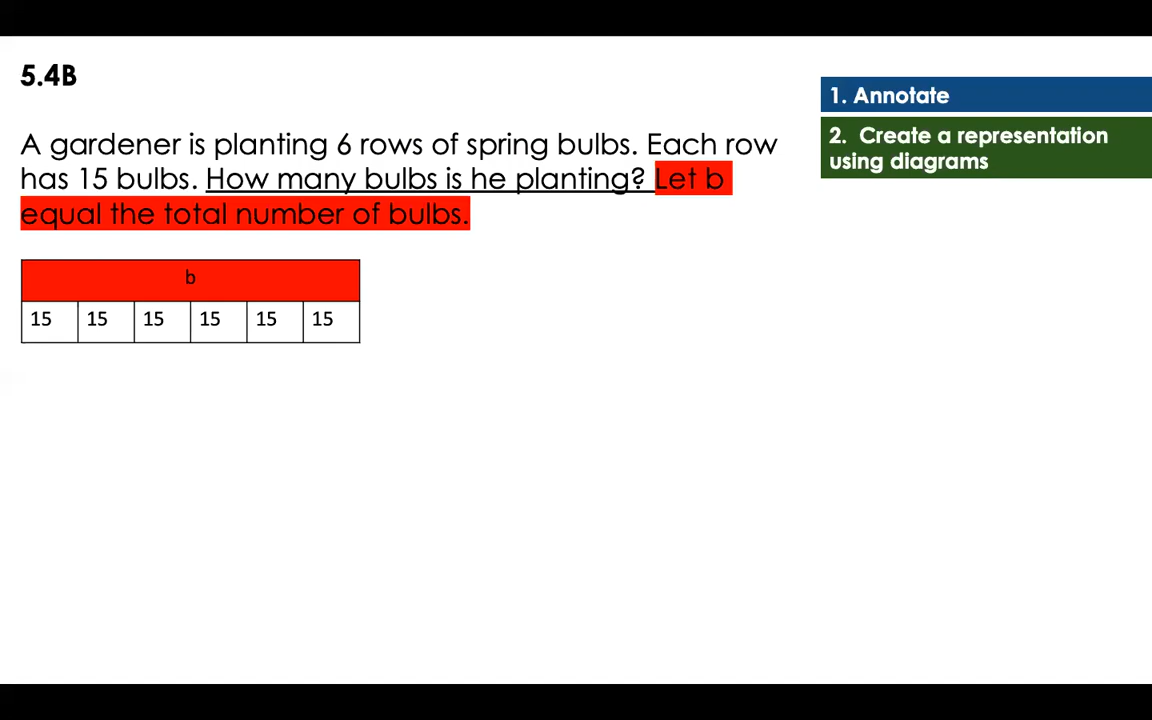 5.4B
A gardener is planting 6 rows of spring bulbs. Each row
has 15 bulbs. How many bulbs is he planting? Let b
equal the total number of bulbs.
b
15 15 15 15 15 15
1. Annotate
2. Create a representation
using diagrams